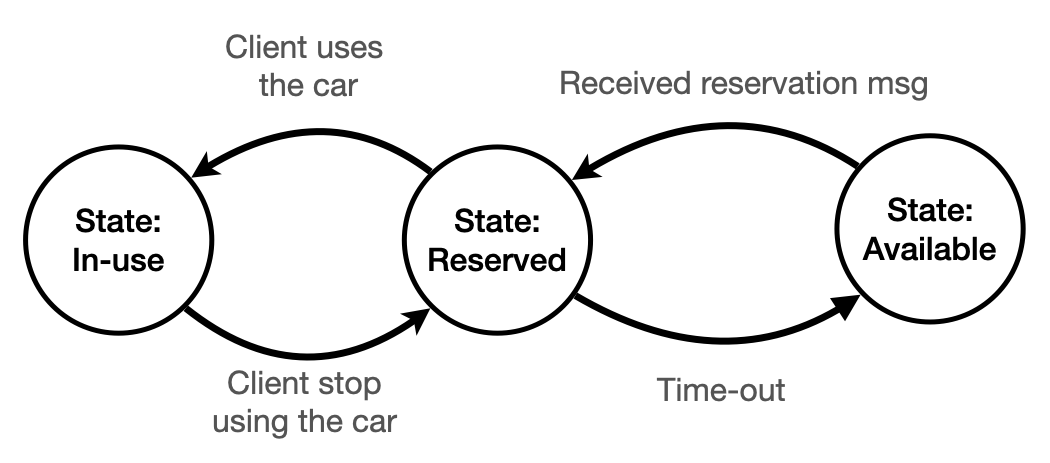 Client uses
the car
Received reservation msg
State:
In-use
State:
Reserved
State:
Available
Client stop
using the car
Time-out